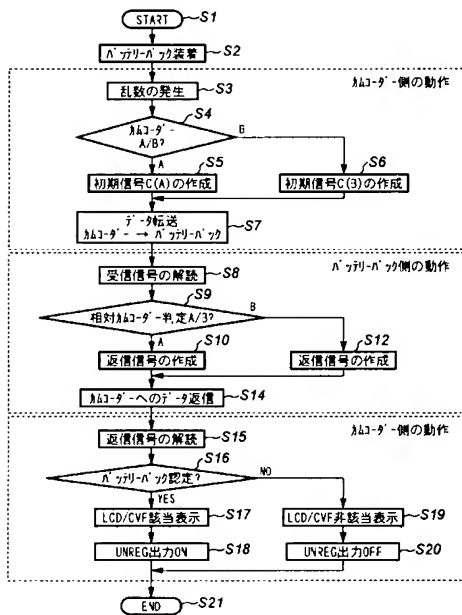 START S1
バッテリーパック装着 S2
カムコーダー側の動作
乱数の発生 S3
カムコーダー A/B? S4
A
B
初期信号C(A)の作成 S5
初期信号C(B)の作成 S6
データ転送 S7
カムコーダー → バッテリーパック
バッテリーパック側の動作
受信信号の解読 S8
相対カムコーダー判定A/B? S9
A
B
返信信号の作成 S10
返信信号の作成 S12
カムコーダーへのデータ返信 S14
カムコーダー側の動作
返信信号の解読 S15
バッテリーパック認定? S16
YES
NO
LCD/CVF該当表示 S17
LCD/CVF非該当表示 S19
UNREG出力ON S18
UNREG出力OFF S20
END S21